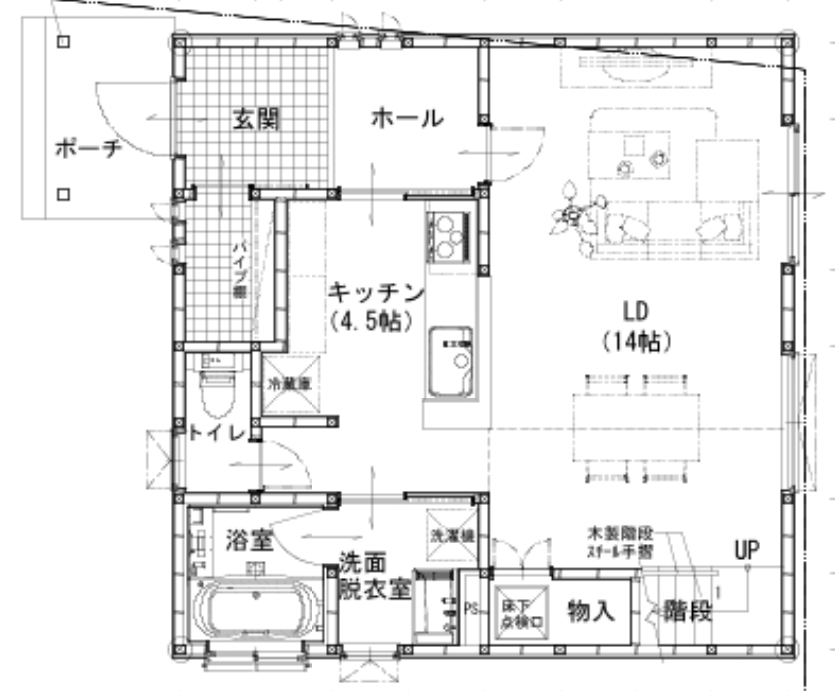 玄関
ホール
ポーチ
パイプ棚
キッチン
(4.5帖)
LD
(14帖)
冷蔵庫
トイレ
浴室
洗面
脱衣室
洗濯機
木製階段
スチール手摺
UP
PS
床下
点検口
物入
階段
1